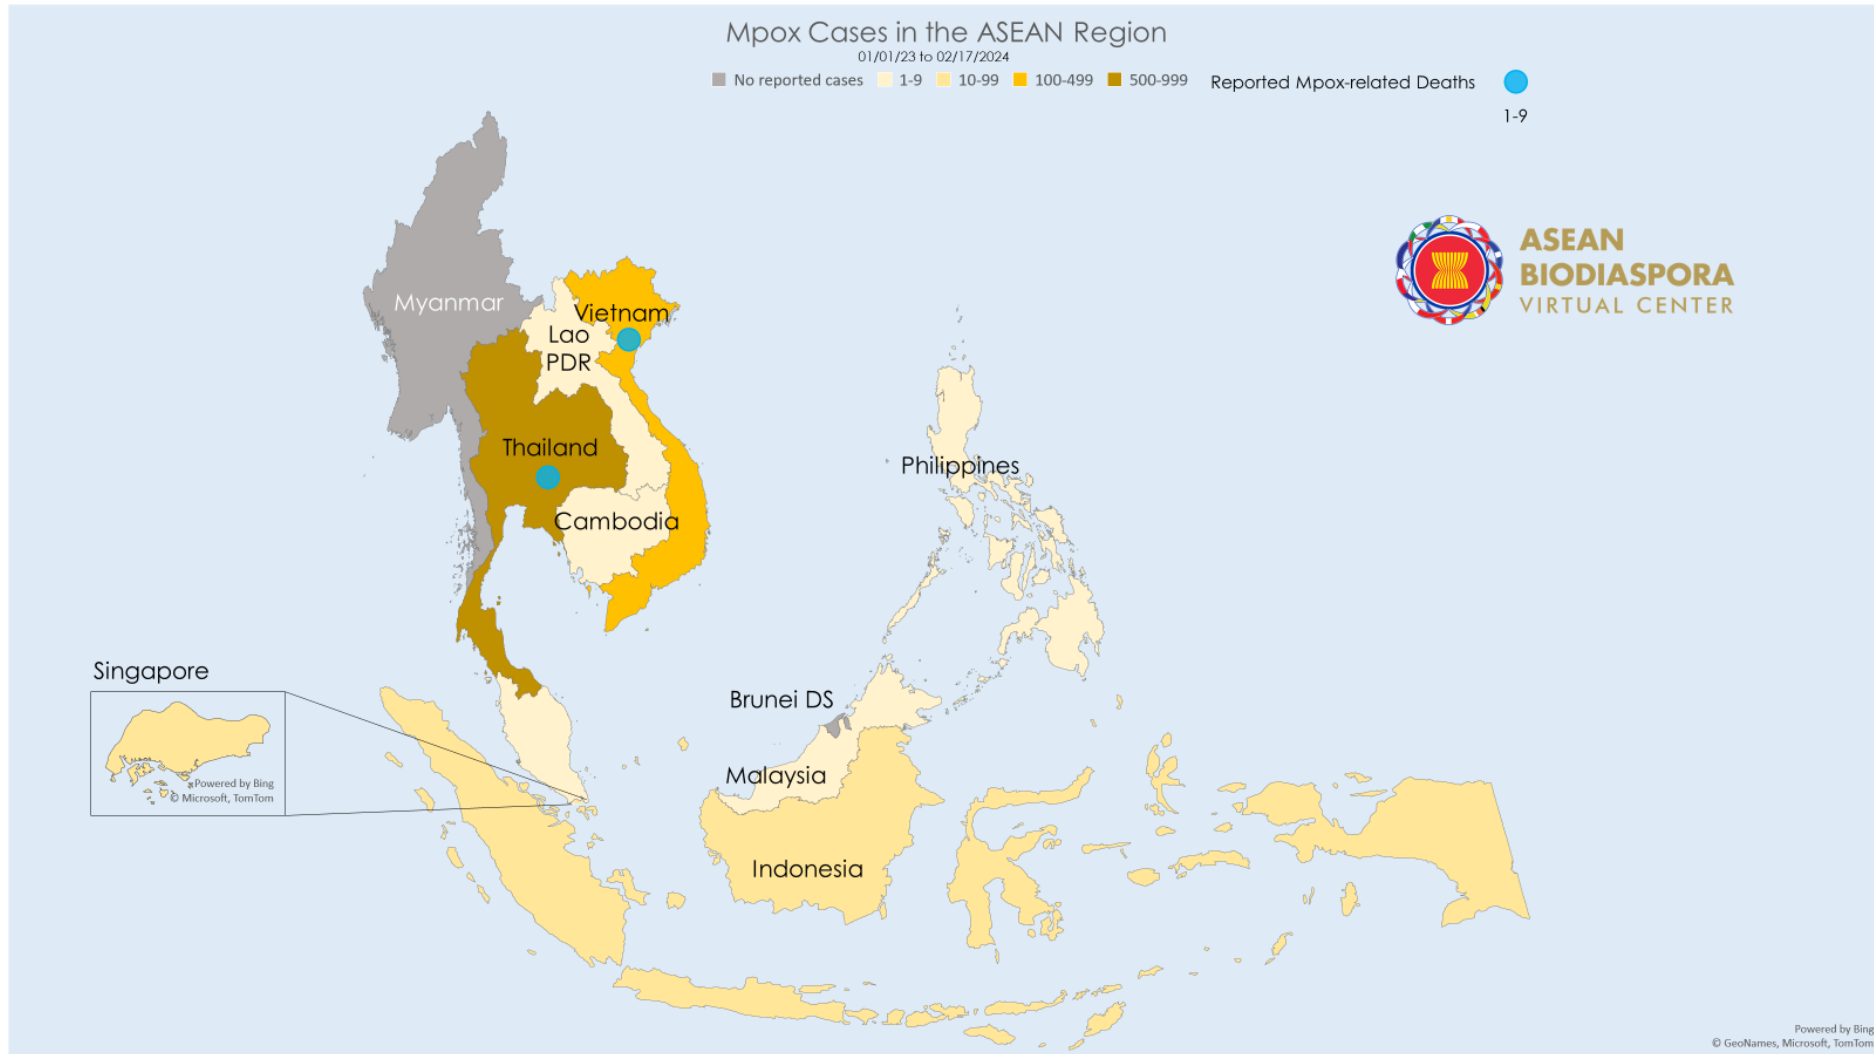 Mpox Cases in the ASEAN Region
01/01/23 to 02/17/2024
No reported cases 1-9 10-99 100-499 500-999 Reported Mpox-related Deaths
1-9
ASEAN
BIODIASPORA
VIRTUAL CENTER
Myanmar
Vietnam
Lao
PDR
Thailand
Philippines
Cambodia
Singapore
Powered by Bing
© Microsoft, TomTom
Brunei DS
Malaysia
Indonesia
Powered by Bing
© GeoNames, Microsoft, TomTom